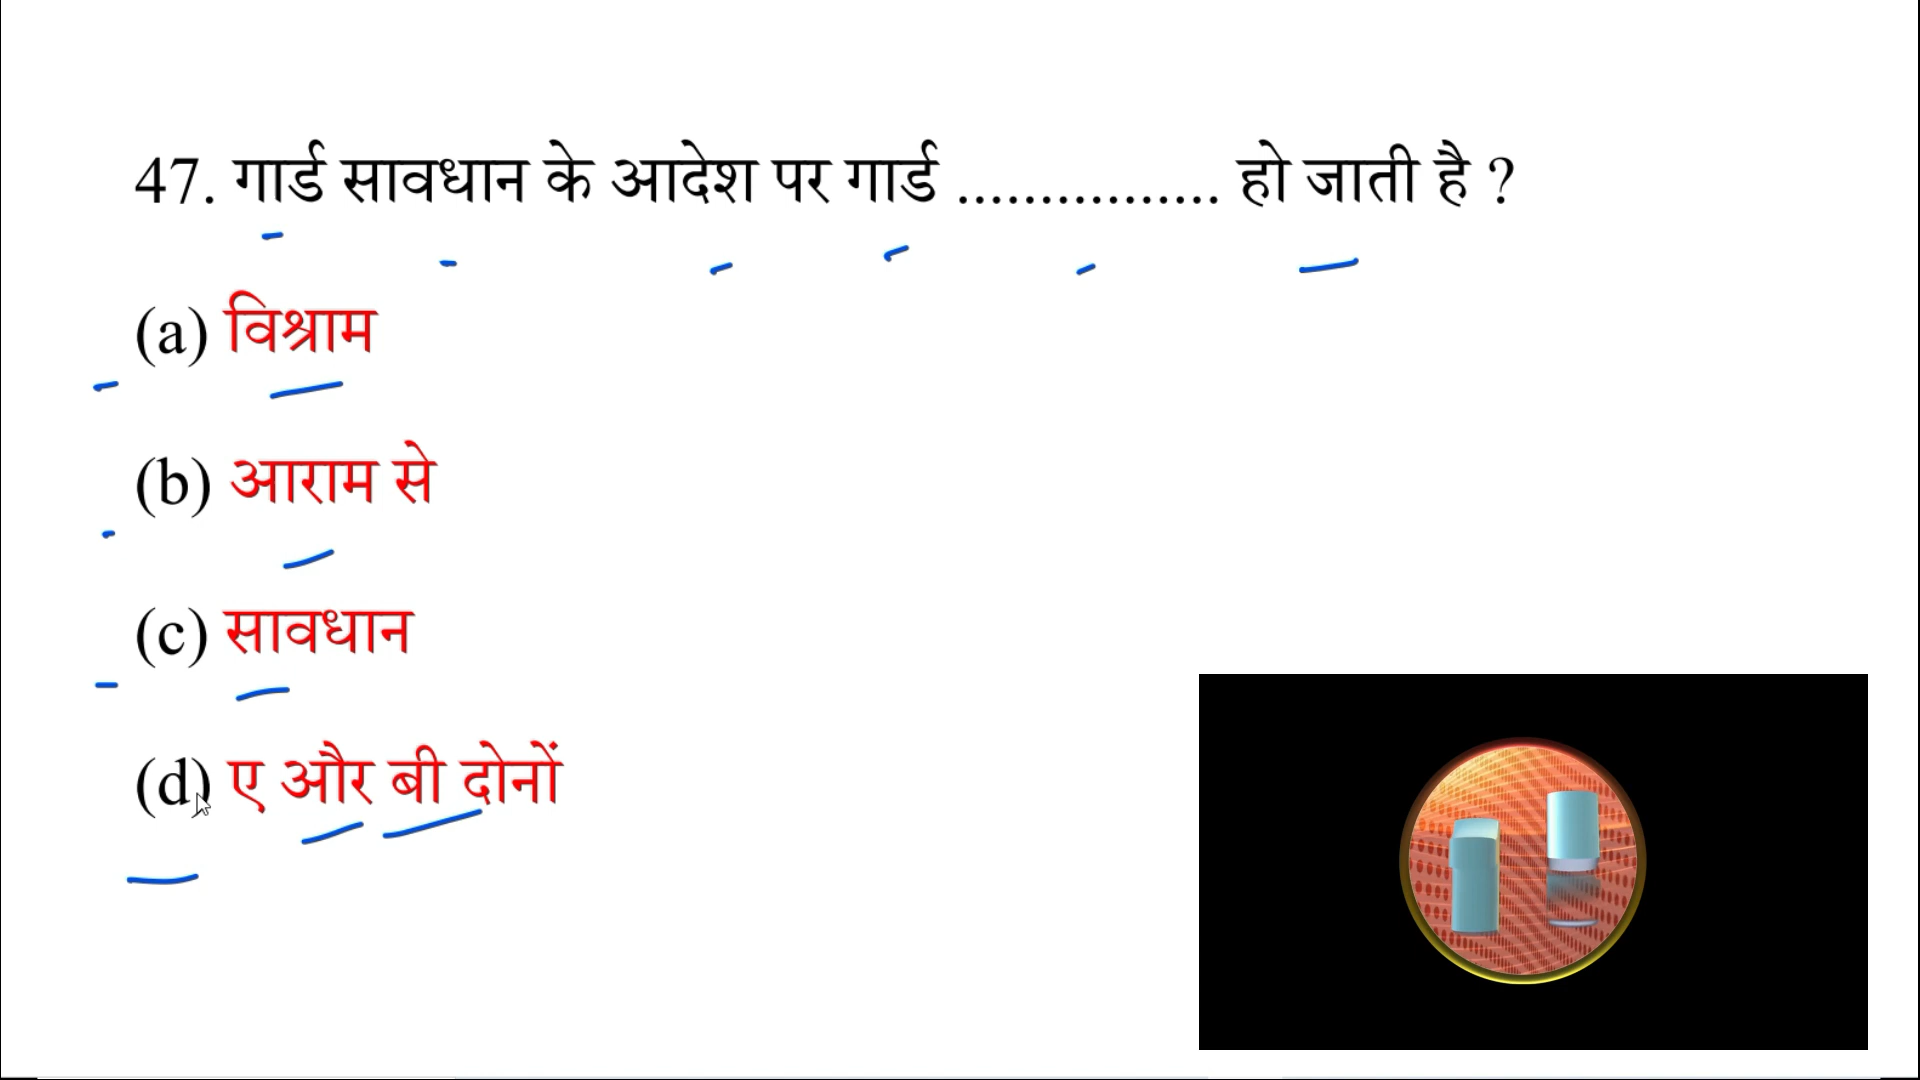 47. गार्ड सावधान के आदेश पर गार्ड ................ हो जाती है ?
(a) विश्राम
(b) आराम से
(c) सावधान
(d) ए और बी दोनों